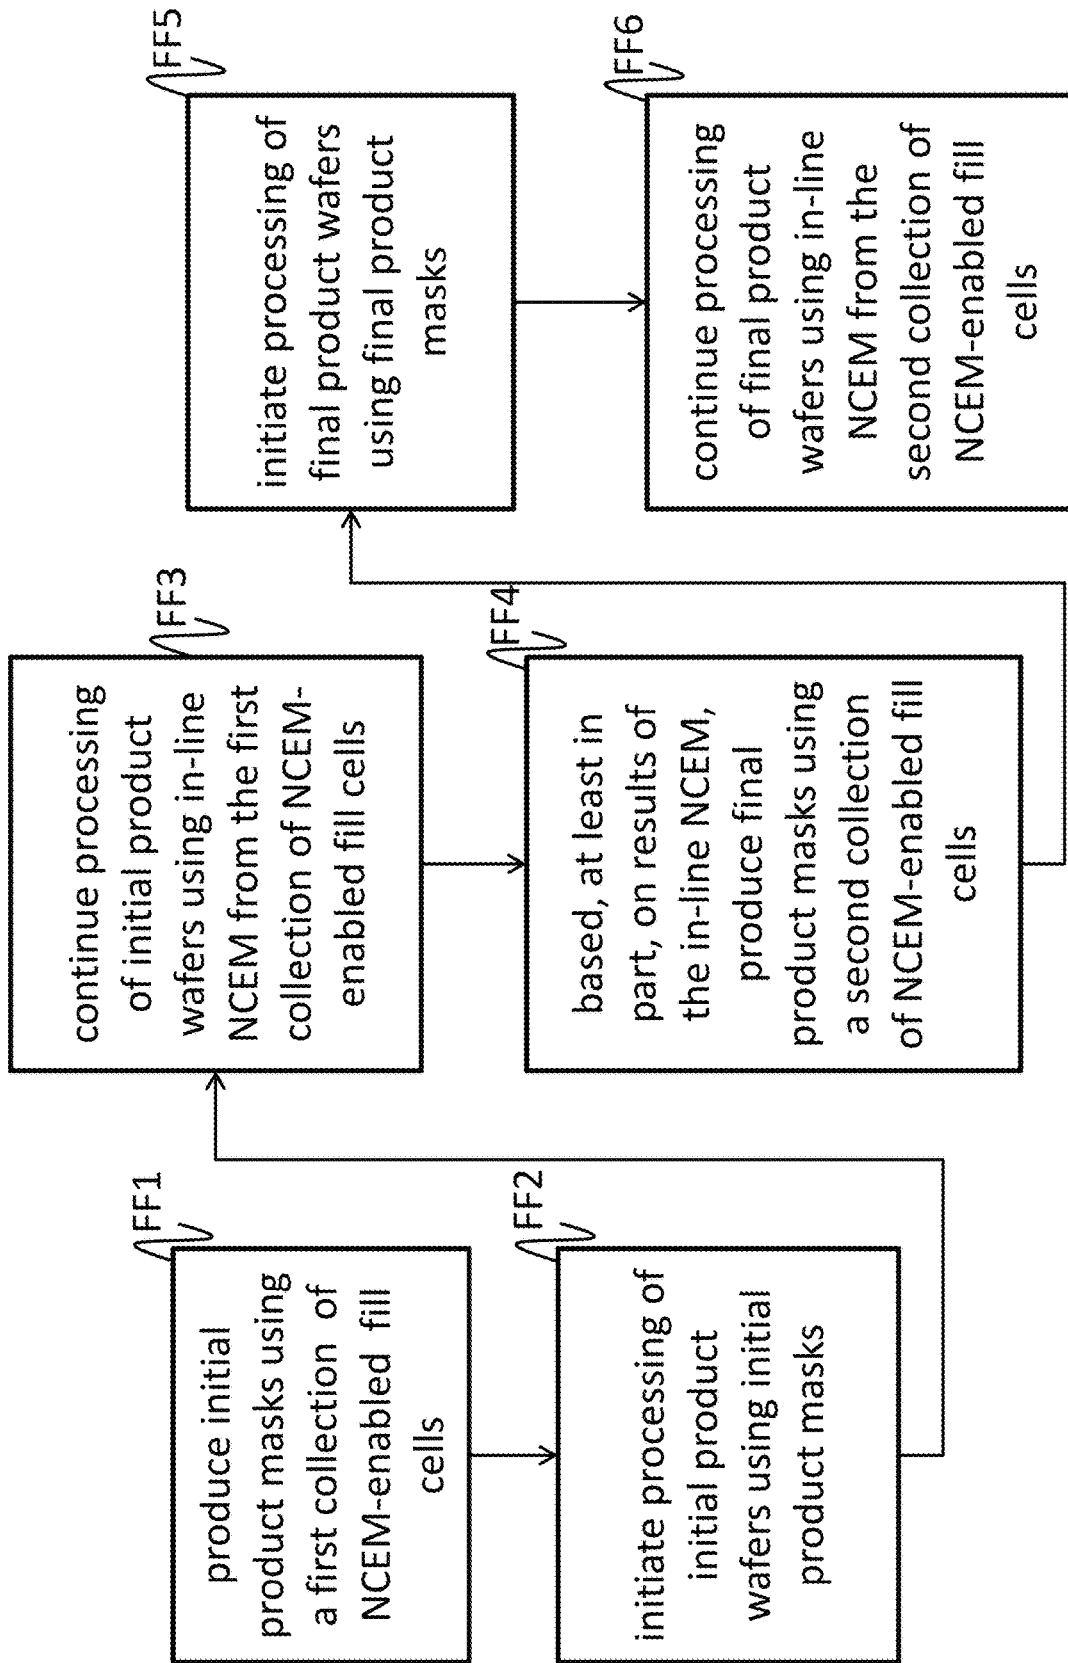 FF1
produce initial
product masks using
a first collection of
NCEM-enabled fill
cells
FF2
initiate processing of
initial product
wafers using initial
product masks
FF3
continue processing
of initial product
wafers using in-line
NCEM from the first
collection of NCEM-
enabled fill cells
FF4
based, at least in
part, on results of
the in-line NCEM,
produce final
product masks using
a second collection
of NCEM-enabled fill
cells
FF5
initiate processing of
final product wafers
using final product
masks
FF6
continue processing
of final product
wafers using in-line
NCEM from the
second collection of
NCEM-enabled fill
cells